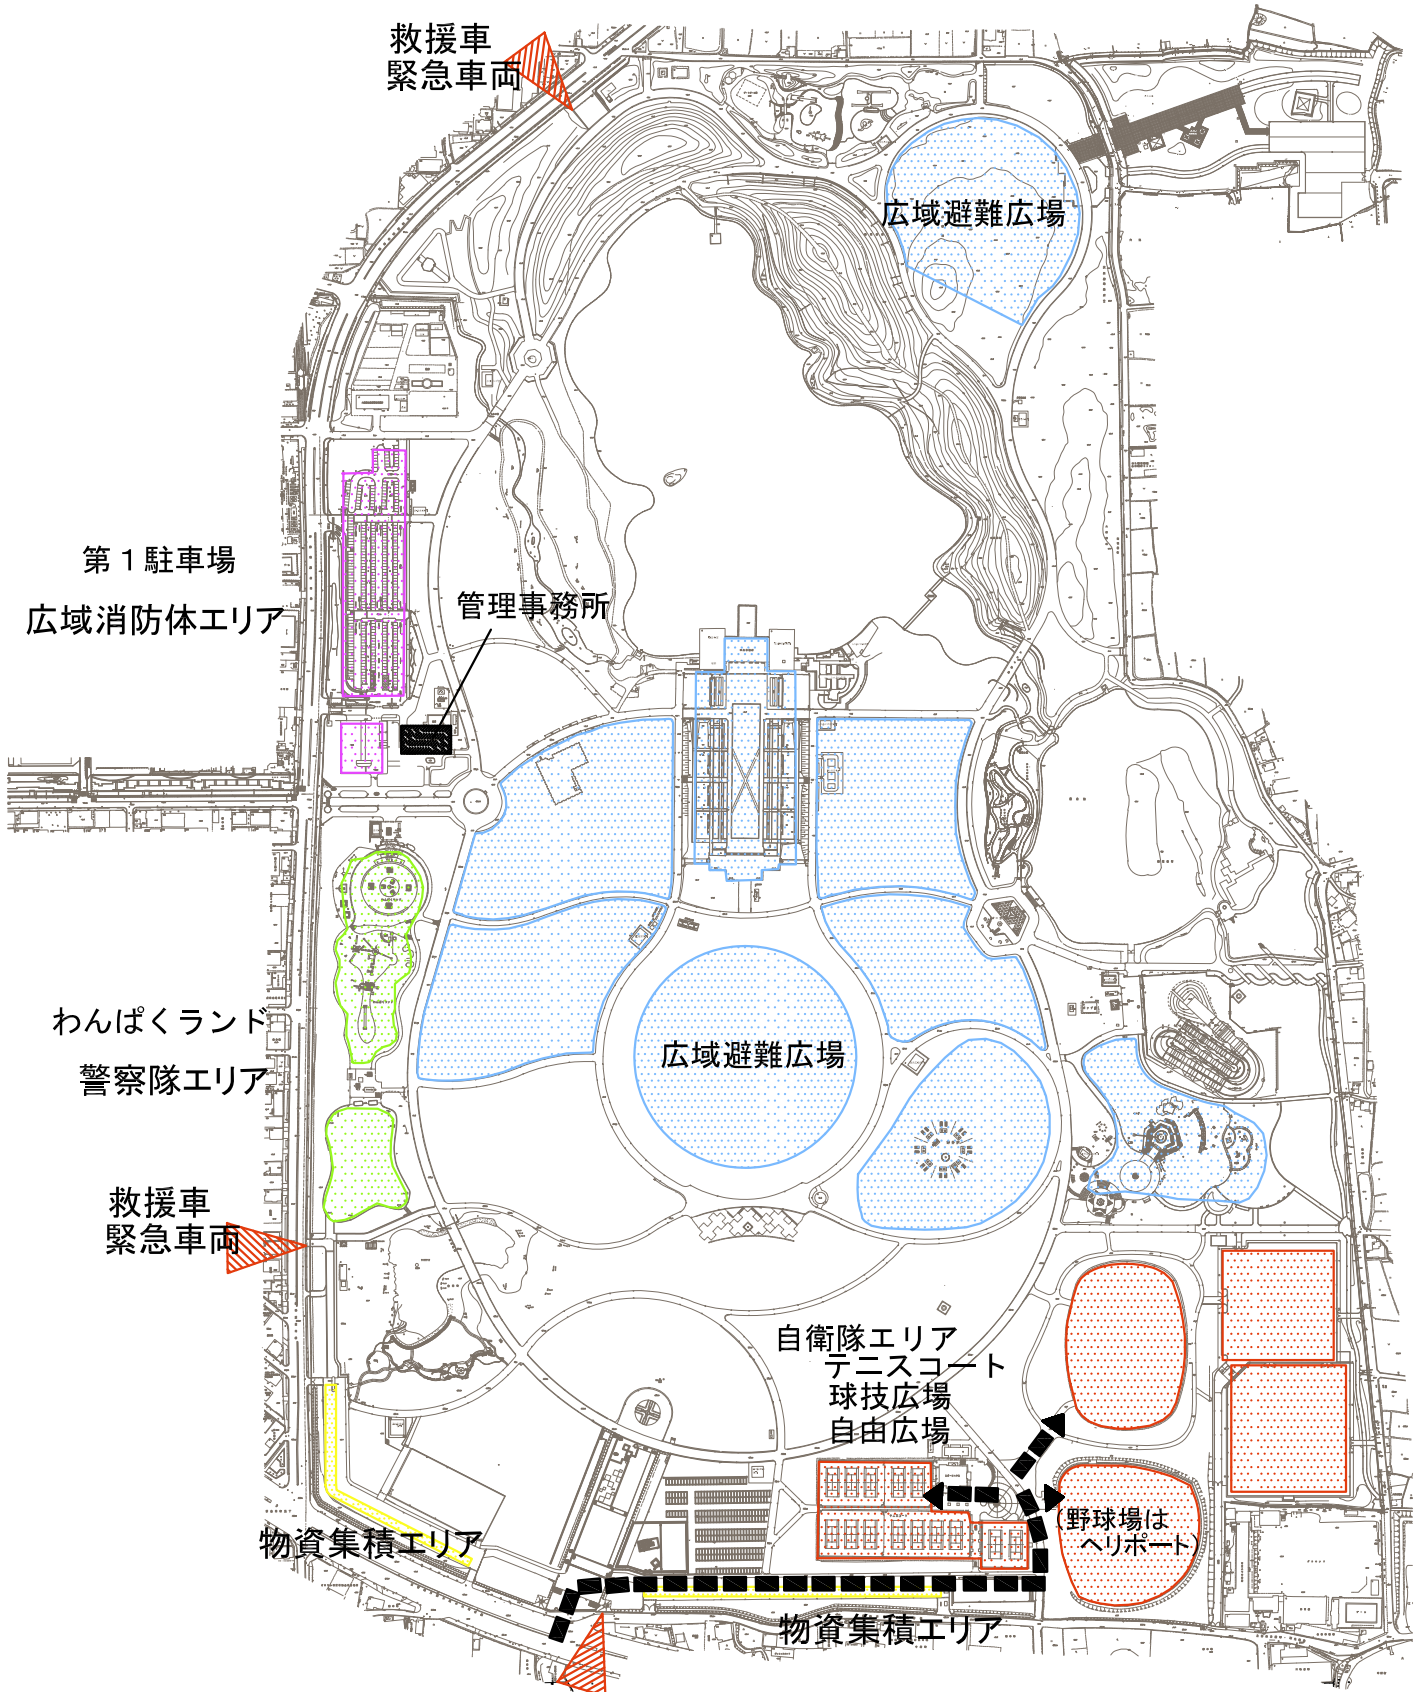 救援車
緊急車両
広域避難広場
第１駐車場
広域消防体エリア
管理事務所
わんぱくランド
警察隊エリア
広域避難広場
救援車
緊急車両
自衛隊エリア
テニスコート
球技広場
自由広場
（野球場は
ヘリポート）
物資集積エリア
物資集積エリア